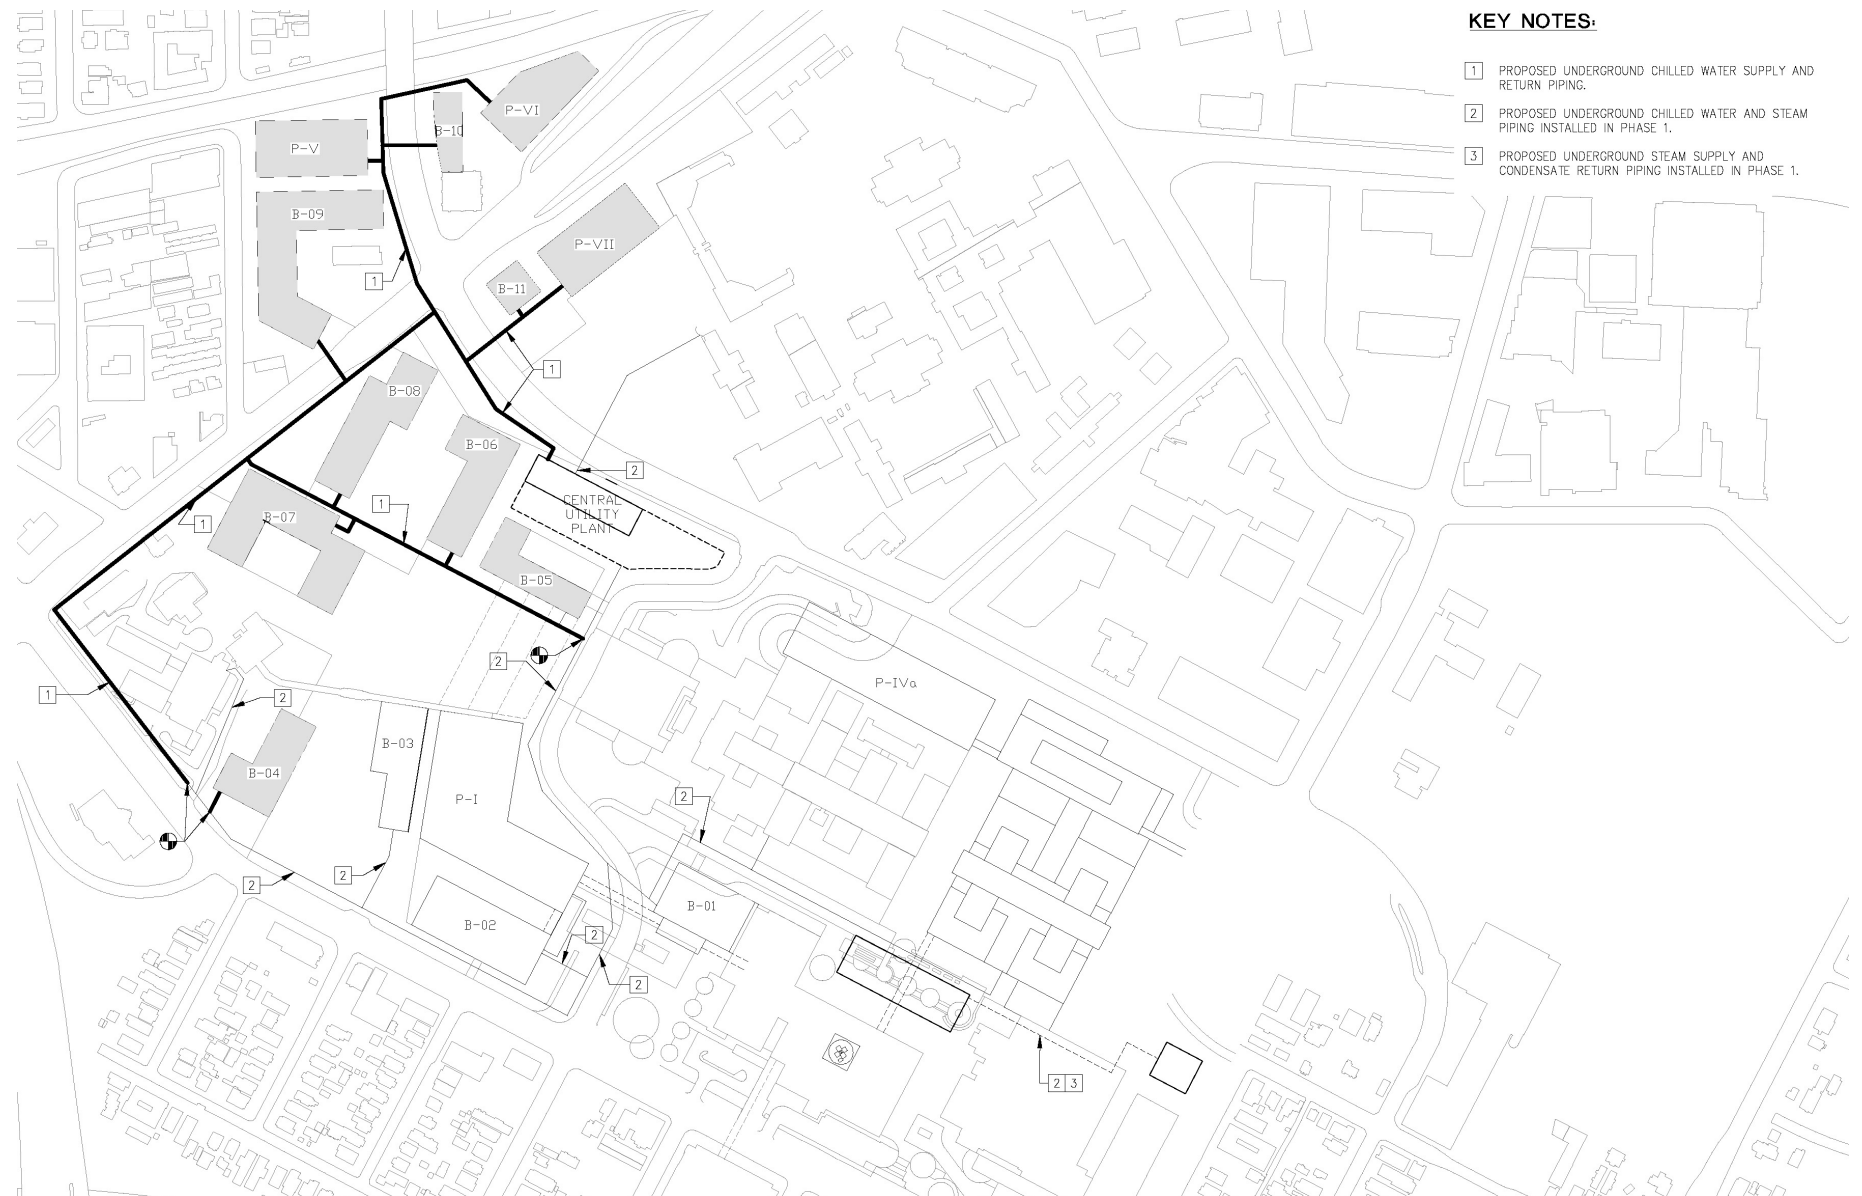 KEY NOTES:
1 PROPOSED UNDERGROUND CHILLED WATER SUPPLY AND
RETURN PIPING.
2 PROPOSED UNDERGROUND CHILLED WATER AND STEAM
PIPING INSTALLED IN PHASE 1.
3 PROPOSED UNDERGROUND STEAM SUPPLY AND
CONDENSATE RETURN PIPING INSTALLED IN PHASE 1.
P-VI
B-10
P-V
B-09
P-VII
1
B-11
1
B-08
B-06
2
CENTRAL
UTILITY
PLANT
1
B-07
1
B-05
2
P-IVa
1
2
B-03
B-04
P-I
2
2
2
B-01
B-02
2
2
2 3